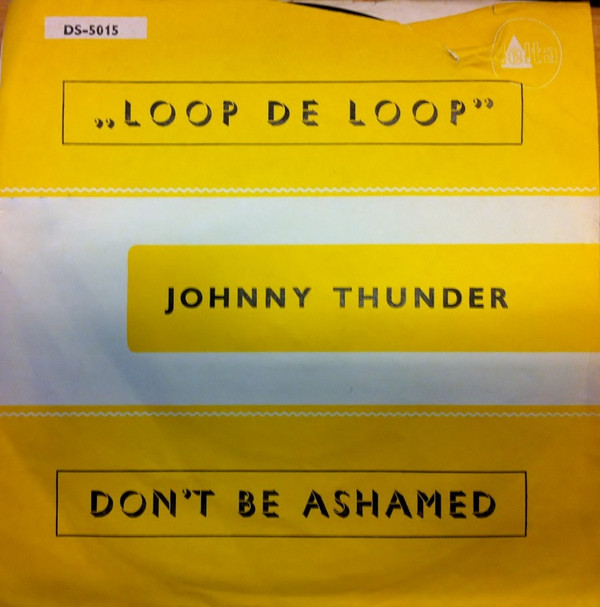 DS-5015
delta
„LOOP DE LOOP”
JOHNNY THUNDER
DON'T BE ASHAMED